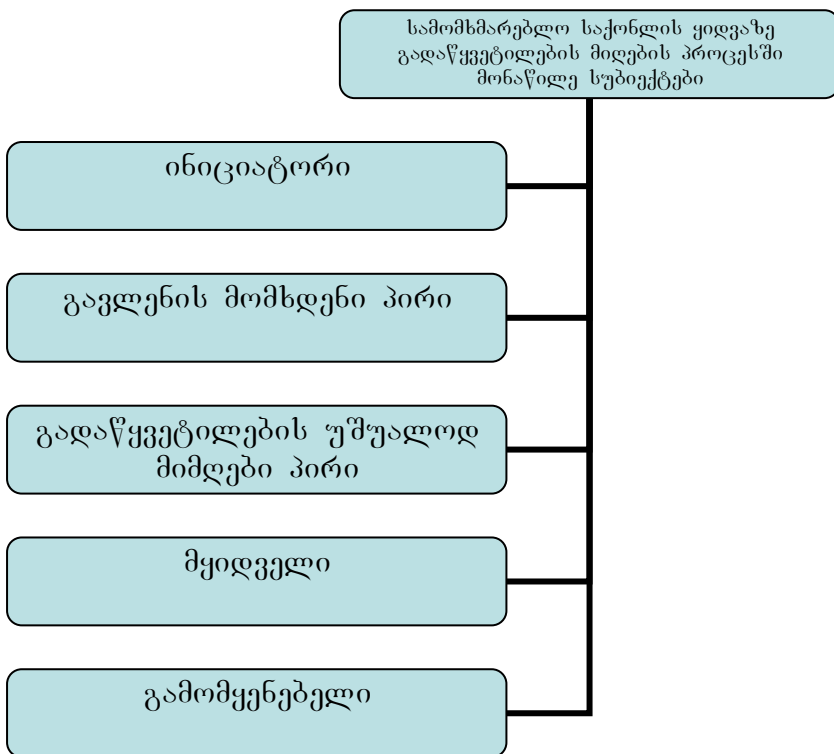 სამომხმარებლო საქონლის ყიდვაზე
გადაწყვეტილების მიღების პროცესში
მონაწილე სუბიექტები
ინიციატორი
გავლენის მომხდენი პირი
გადაწყვეტილების უშუალოდ
მიმღები პირი
მყიდველი
გამომყენებელი